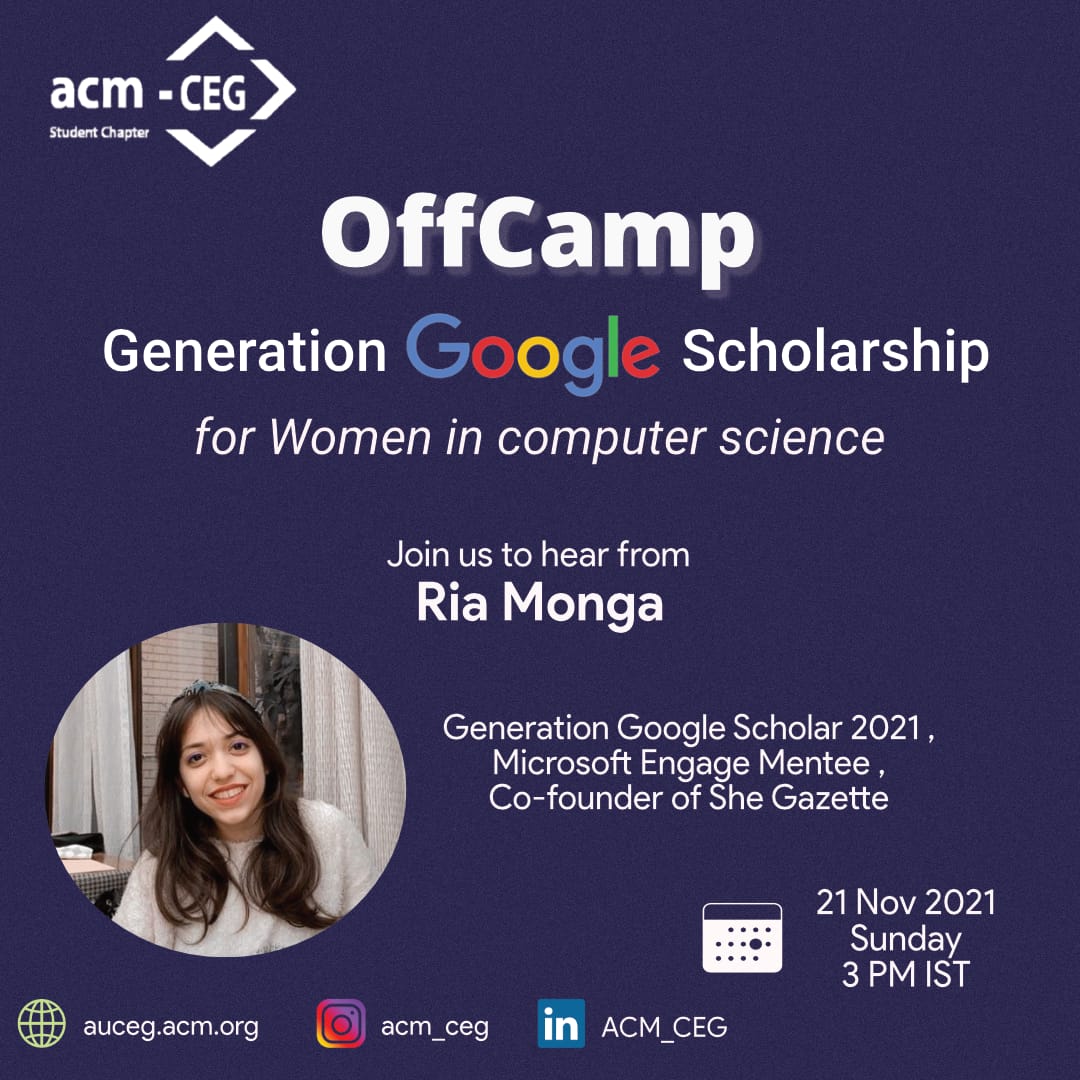 acm - CEG
Student Chapter
OffCamp
Generation Google Scholarship
for Women in computer science
Join us to hear from
Ria Monga
Generation Google Scholar 2021 ,
Microsoft Engage Mentee ,
Co-founder of She Gazette
21 Nov 2021
Sunday
3 PM IST
auceg.acm.org
acm_ceg
in ACM_CEG